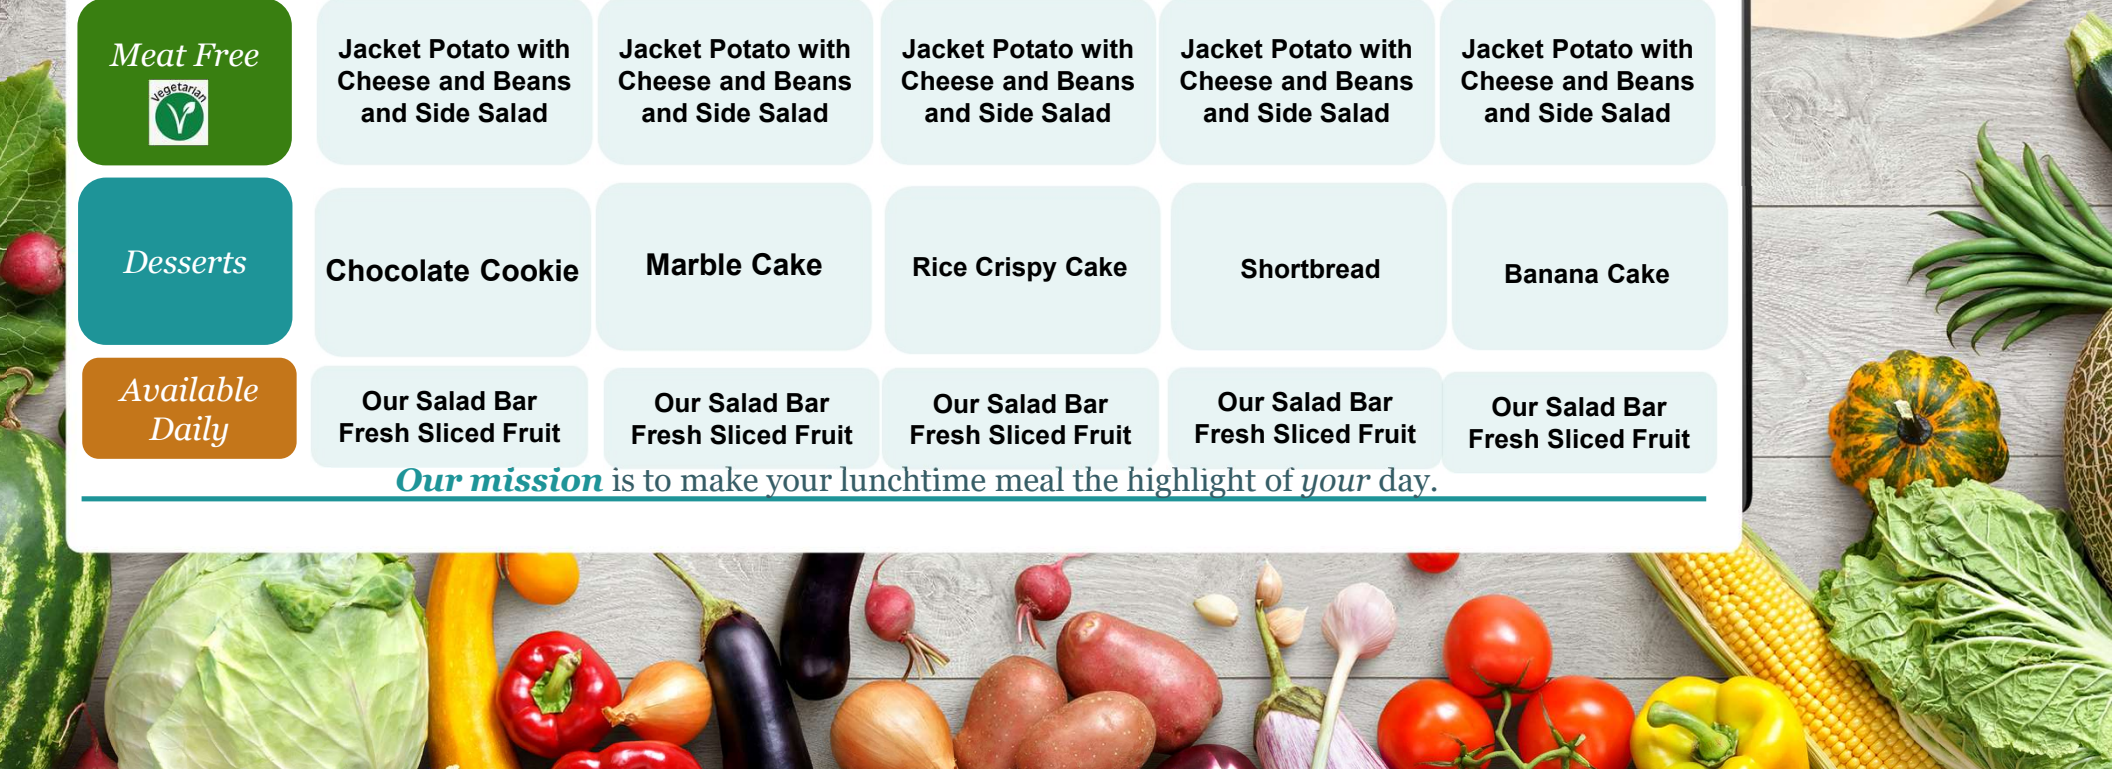 Meat Free
Vegetarian
Jacket Potato with
Cheese and Beans
and Side Salad
Jacket Potato with
Cheese and Beans
and Side Salad
Jacket Potato with
Cheese and Beans
and Side Salad
Jacket Potato with
Cheese and Beans
and Side Salad
Jacket Potato with
Cheese and Beans
and Side Salad
Desserts
Chocolate Cookie
Marble Cake
Rice Crispy Cake
Shortbread
Banana Cake
Available
Daily
Our Salad Bar
Fresh Sliced Fruit
Our Salad Bar
Fresh Sliced Fruit
Our Salad Bar
Fresh Sliced Fruit
Our Salad Bar
Fresh Sliced Fruit
Our Salad Bar
Fresh Sliced Fruit
Our mission is to make your lunchtime meal the highlight of your day.